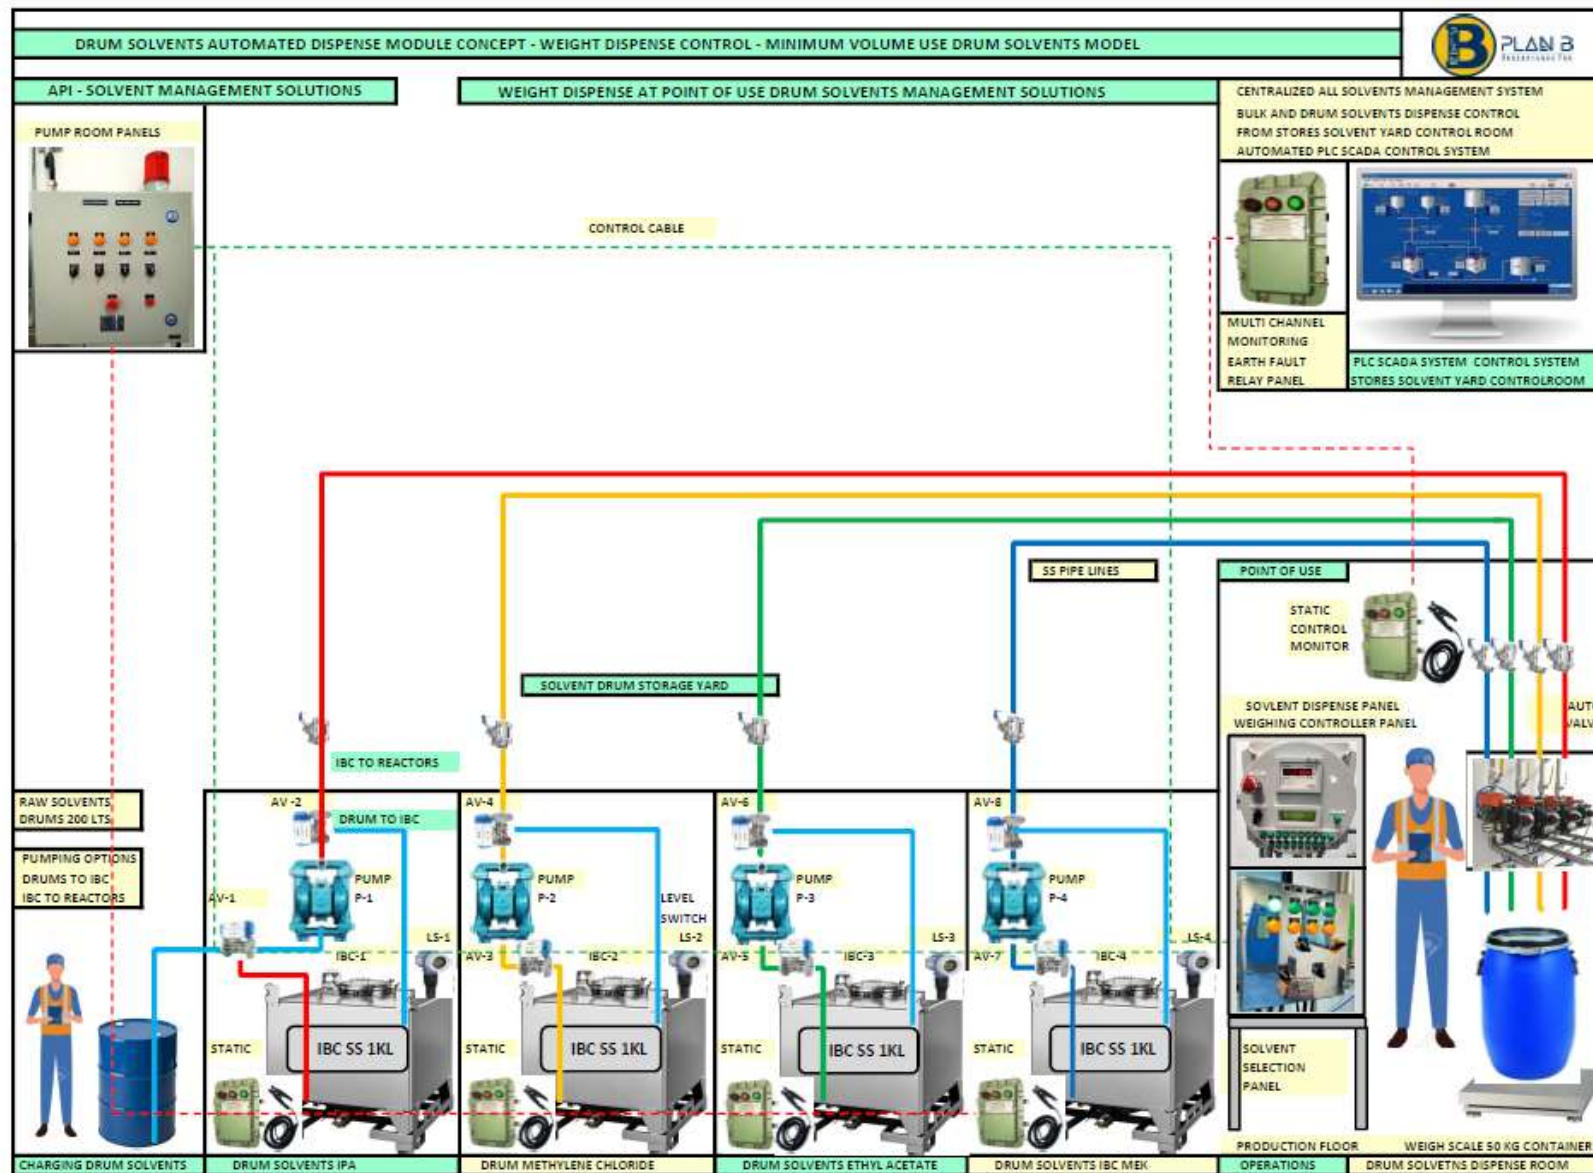 DRUM SOLVENTS AUTOMATED DISPENSE MODULE CONCEPT - WEIGHT DISPENSE CONTROL - MINIMUM VOLUME USE DRUM SOLVENTS MODEL
B PLAN B
API - SOLVENT MANAGEMENT SOLUTIONS
WEIGHT DISPENSE AT POINT OF USE DRUM SOLVENTS MANAGEMENT SOLUTIONS
CENTRALIZED ALL SOLVENTS MANAGEMENT SYSTEM
BULK AND DRUM SOLVENTS DISPENSE CONTROL
FROM STORES SOLVENT YARD CONTROL ROOM
AUTOMATED PLC SCADA CONTROL SYSTEM
PUMP ROOM PANELS
CONTROL CABLE
MULTI CHANNEL
MONITORING
EARTH FAULT
RELAY PANEL
PLC SCADA SYSTEM CONTROL SYSTEM
STORES SOLVENT YARD CONTROLROOM
SS PIPE LINES
POINT OF USE
STATIC
CONTROL
MONITOR
SOLVENT DRUM STORAGE YARD
SOVLENT DISPENSE PANEL
WEIGHING CONTROLLER PANEL
AUT
VALV
IBC TO REACTORS
RAW SOLVENTS
DRUMS 200 LTS
PUMPING OPTIONS
DRUMS TO IBC
IBC TO REACTORS
AV -2
DRUM TO IBC
AV-4
AV-6
AV-8
AV-1
PUMP
P-1
PUMP
P-2
LEVEL
SWITCH
PUMP
P-3
PUMP
P-4
LS-1
LS-2
LS-3
LS-4
IBC-1
AV-3
IBC-2
AV-5
IBC-3
AV-7
IBC-4
STATIC
IBC SS 1KL
STATIC
IBC SS 1KL
STATIC
IBC SS 1KL
STATIC
IBC SS 1KL
SOLVENT
SELECTION
PANEL
PRODUCTION FLOOR
WEIGH SCALE 50 KG CONTAINER
CHARGING DRUM SOLVENTS
DRUM SOLVENTS IPA
DRUM METHYLENE CHLORIDE
DRUM SOLVENTS ETHYL ACETATE
DRUM SOLVENTS IBC MEK
OPERATIONS
DRUM SOLVETNS DISPENSE ROOM